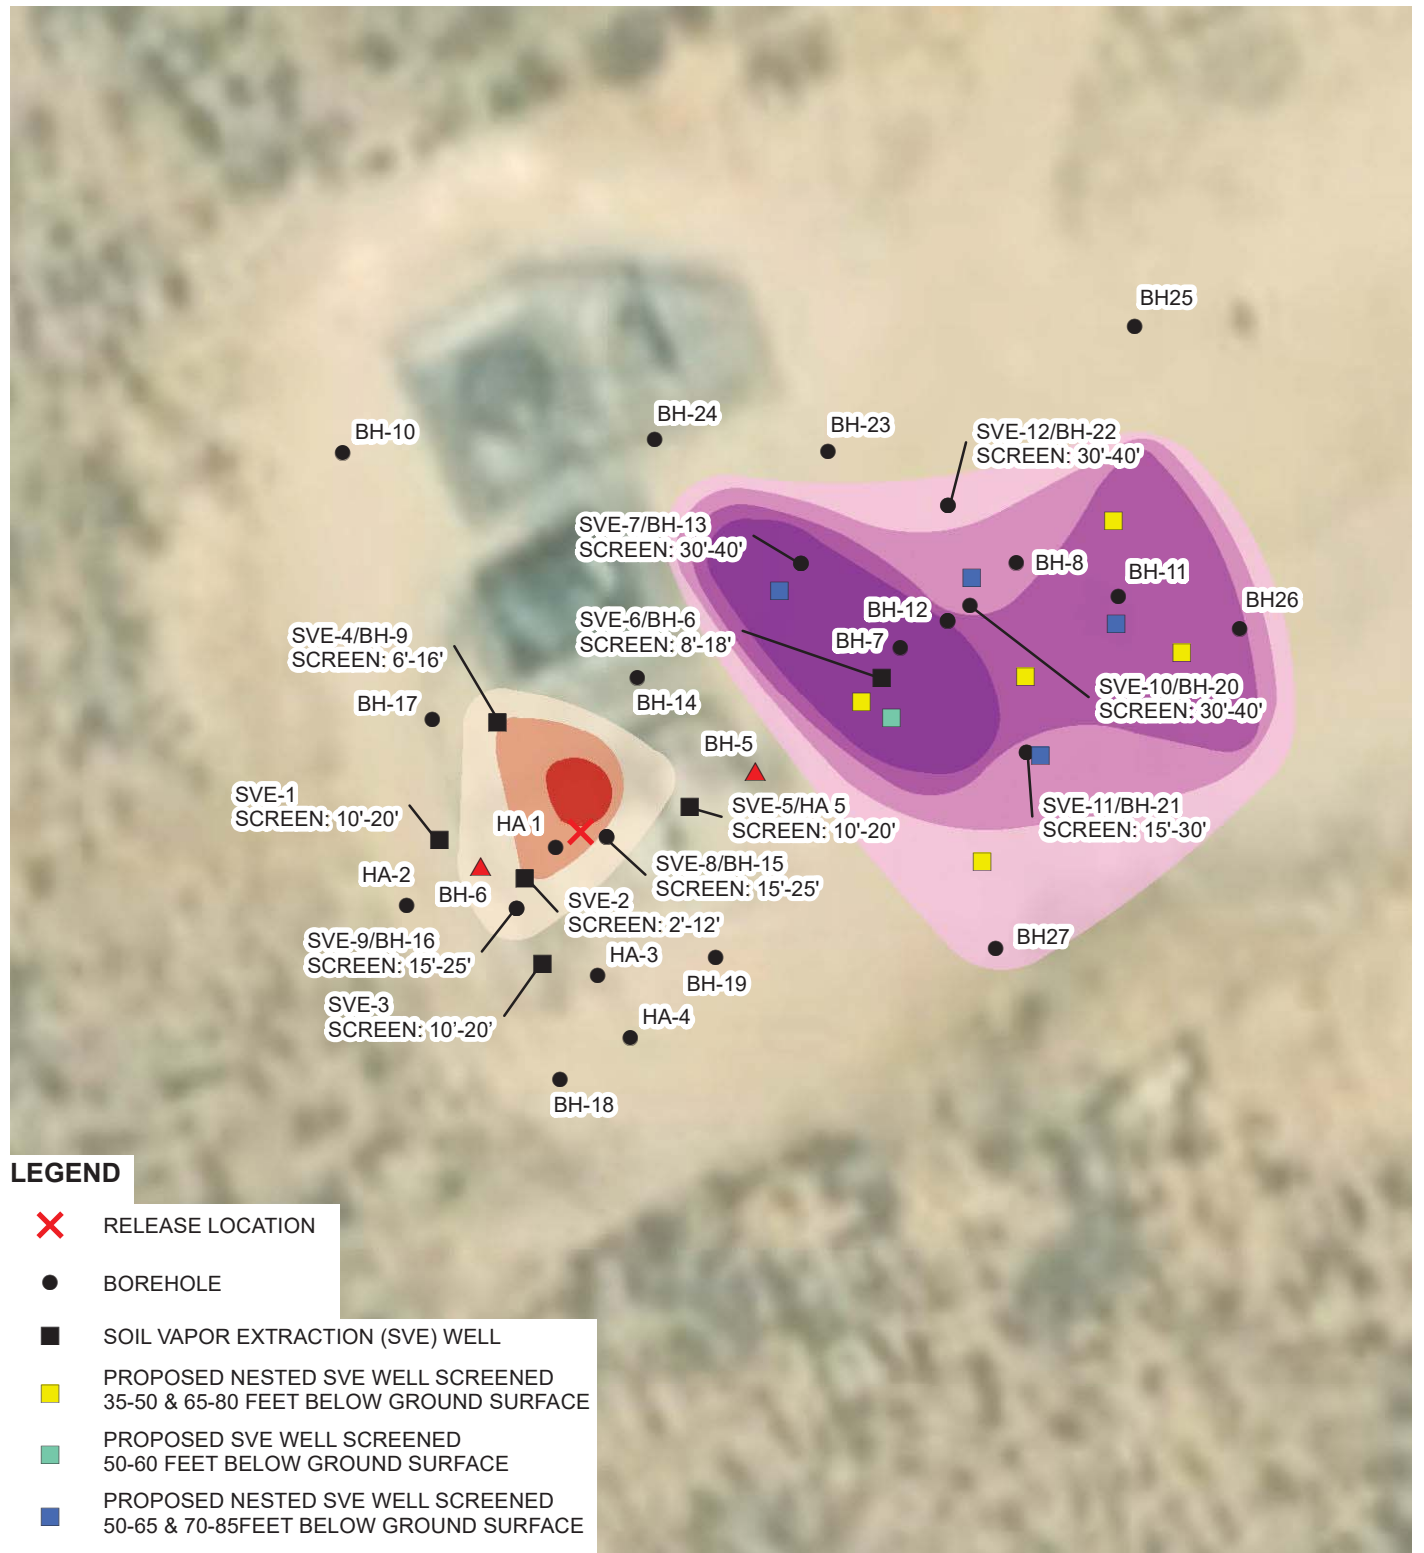 BH25
BH-24
BH-10
BH-23
SVE-12/BH-22
SCREEN: 30'-40'
SVE-7/BH-13
SCREEN: 30'-40'
BH-8
BH-11
BH26
BH-12
SVE-6/BH-6
SCREEN: 8'-18'
BH-7
SVE-4/BH-9
SCREEN: 6'-16'
SVE-10/BH-20
SCREEN: 30'-40'
BH-17
BH-14
BH-5
SVE-1
SCREEN: 10'-20'
SVE-5/HA 5
SCREEN: 10'-20'
SVE-11/BH-21
SCREEN: 15'-30'
HA 1
SVE-8/BH-15
SCREEN: 15'-25'
HA-2
BH-6
SVE-2
SCREEN: 2'-12'
SVE-9/BH-16
SCREEN: 15'-25'
BH27
HA-3
BH-19
SVE-3
SCREEN: 10'-20'
HA-4
BH-18
LEGEND
RELEASE LOCATION
BOREHOLE
SOIL VAPOR EXTRACTION (SVE) WELL
PROPOSED NESTED SVE WELL SCREENED
35-50 & 65-80 FEET BELOW GROUND SURFACE
PROPOSED SVE WELL SCREENED
50-60 FEET BELOW GROUND SURFACE
PROPOSED NESTED SVE WELL SCREENED
50-65 & 70-85FEET BELOW GROUND SURFACE